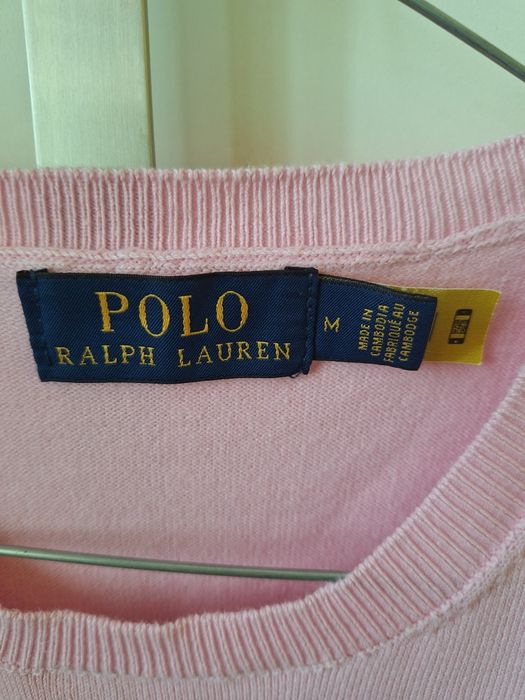 POLO
RALPH LAUREN
M
MADE IN
CAMBODIA
FABRIQUÉ AU
CAMBODGE